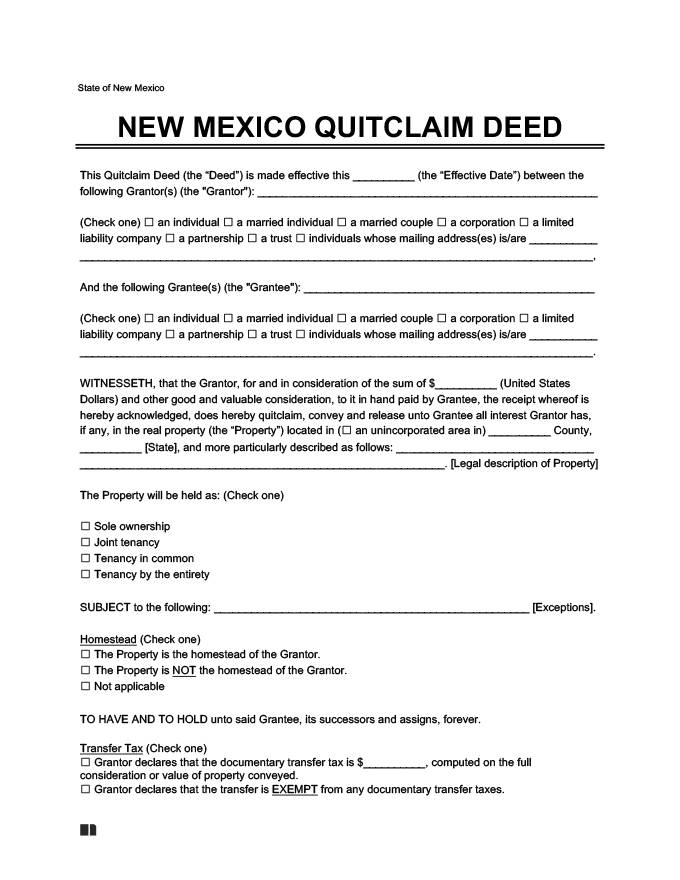 State of New Mexico
NEW MEXICO QUITCLAIM DEED
This Quitclaim Deed (the “Deed”) is made effective this __________ (the “Effective Date”) between the
following Grantor(s) (the "Grantor"): ________________________________________________________
(Check one) ☐ an individual ☐ a married individual ☐ a married couple ☐ a corporation ☐ a limited
liability company ☐ a partnership ☐ a trust ☐ individuals whose mailing address(es) is/are ___________
____________________________________________________________________________________,
And the following Grantee(s) (the "Grantee"): ________________________________________________
(Check one) ☐ an individual ☐ a married individual ☐ a married couple ☐ a corporation ☐ a limited
liability company ☐ a partnership ☐ a trust ☐ individuals whose mailing address(es) is/are ___________
____________________________________________________________________________________.
WITNESSETH, that the Grantor, for and in consideration of the sum of $__________ (United States
Dollars) and other good and valuable consideration, to it in hand paid by Grantee, the receipt whereof is
hereby acknowledged, does hereby quitclaim, convey and release unto Grantee all interest Grantor has,
if any, in the real property (the “Property”) located in (☐ an unincorporated area in) __________ County,
__________ [State], and more particularly described as follows: ________________________________
____________________________________________________________. [Legal description of Property]
The Property will be held as: (Check one)
☐ Sole ownership
☐ Joint tenancy
☐ Tenancy in common
☐ Tenancy by the entirety
SUBJECT to the following: ____________________________________________________ [Exceptions].
Homestead (Check one)
☐ The Property is the homestead of the Grantor.
☐ The Property is NOT the homestead of the Grantor.
☐ Not applicable
TO HAVE AND TO HOLD unto said Grantee, its successors and assigns, forever.
Transfer Tax (Check one)
☐ Grantor declares that the documentary transfer tax is $__________, computed on the full
consideration or value of property conveyed.
☐ Grantor declares that the transfer is EXEMPT from any documentary transfer taxes.